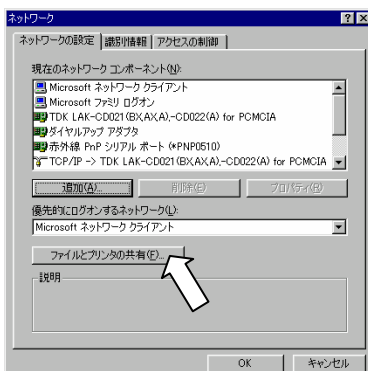 ネットワーク
ネットワークの設定 識別情報 アクセスの制御
現在のネットワーク コンポーネント(N):
Microsoft ネットワーク クライアント
Microsoft ファミリ ログオン
TDK LAK-CD021(BX,AX,A),-CD022(A) for PCMCIA
ダイヤルアップ アダプタ
赤外線 PnP シリアル ポート (*PNP0510)
TCP/IP -> TDK LAK-CD021(BX,AX,A),-CD022(A) for PCMCIA
追加(A)... 削除(E) プロパティ(R)
優先的にログオンするネットワーク(L):
Microsoft ネットワーク クライアント
ファイルとプリンタの共有(F)...
説明
OK キャンセル